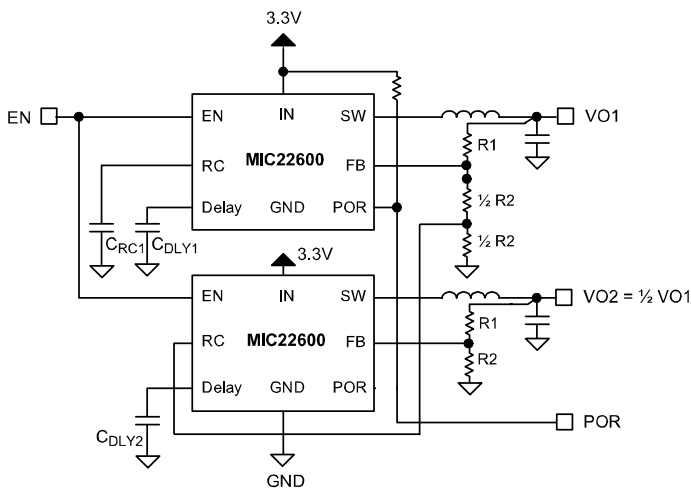 3.3V
EN
EN
IN
SW
VO1
R1
RC
MIC22600
FB
½ R2
Delay
GND
POR
½ R2
CRC1
CDLY1
3.3V
EN
IN
SW
VO2 = ½ VO1
R1
RC
MIC22600
FB
R2
Delay
GND
POR
CDLY2
POR
GND